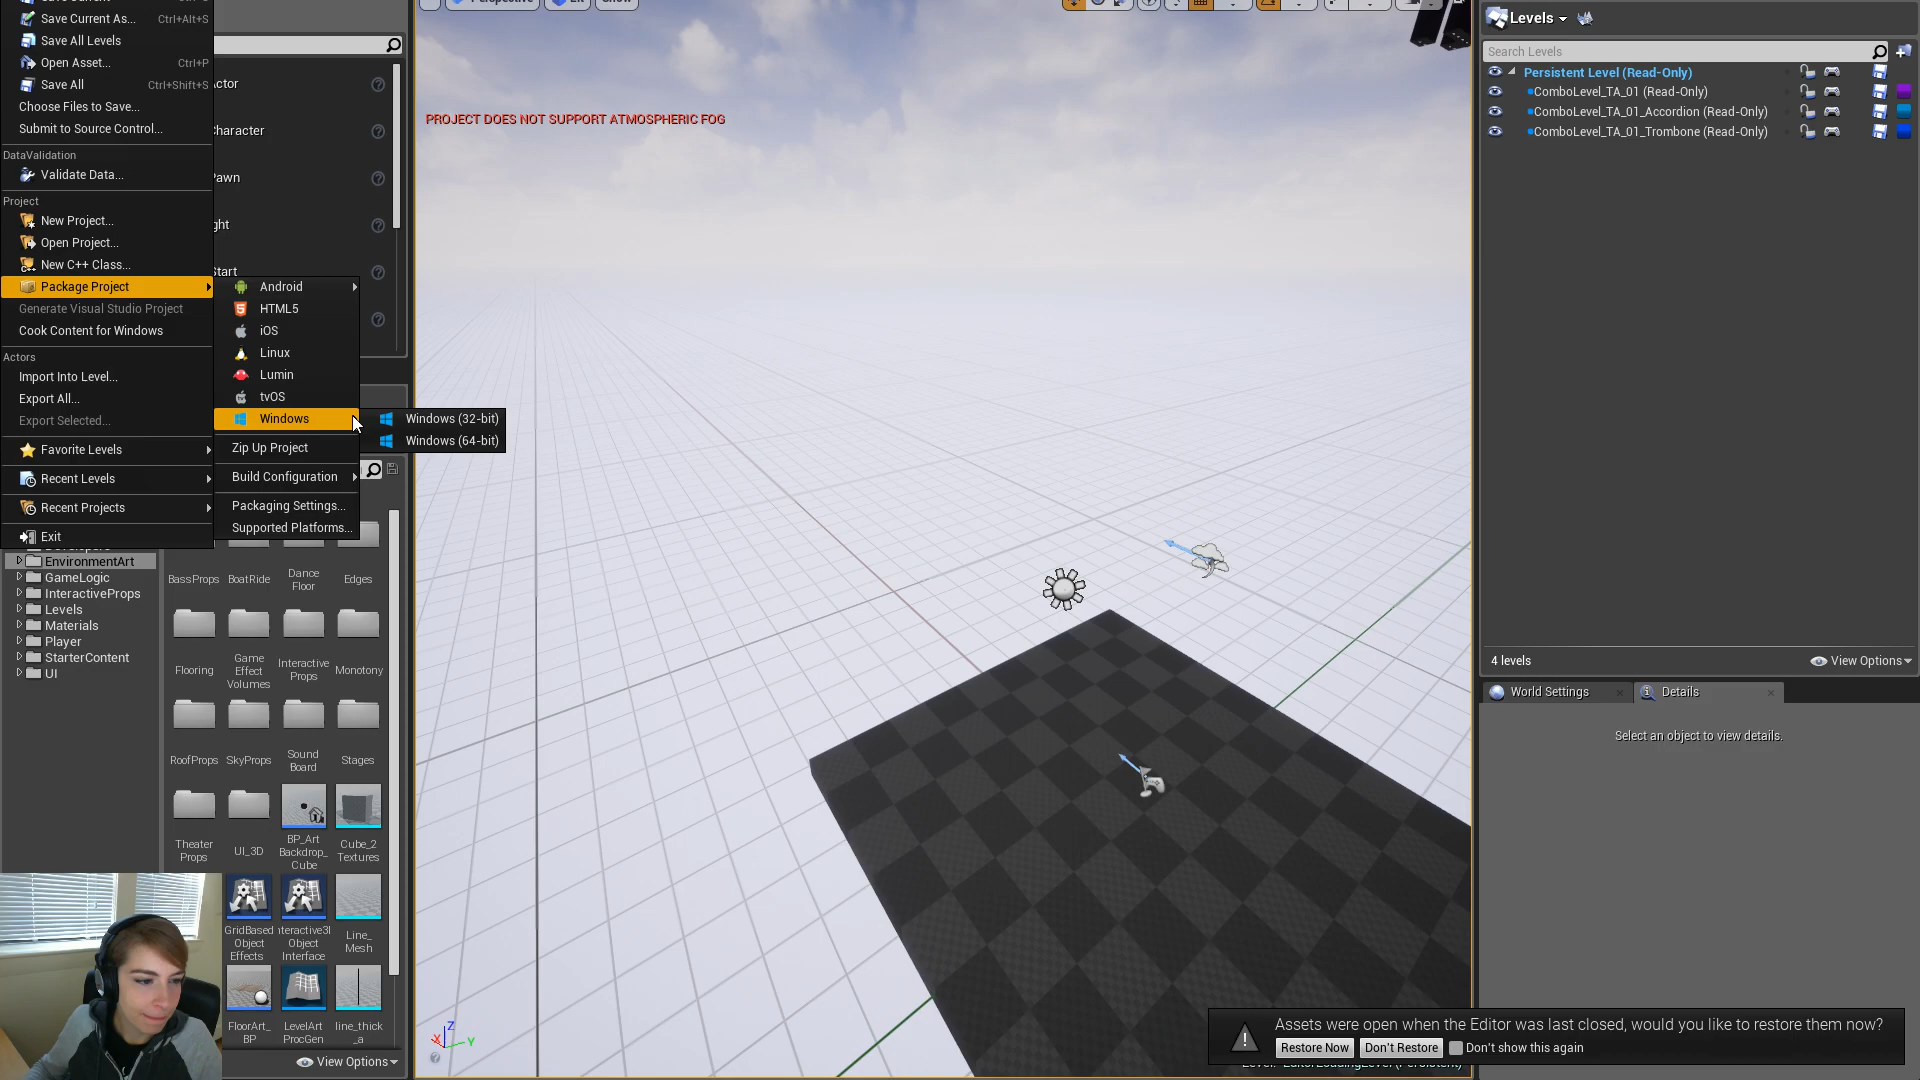 Save Current As... Ctrl+Alt+S
Save All Levels
Open Asset... Ctrl+P
Save All Ctrl+Shift+S
Choose Files to Save...
Submit to Source Control...
DataValidation
Validate Data...
Project
New Project...
Open Project...
New C++ Class...
Package Project
Generate Visual Studio Project
Cook Content for Windows
Actors
Import Into Level...
Export All...
Export Selected...
Favorite Levels
Recent Levels
Recent Projects
Exit
Android
HTML5
iOS
Linux
Lumin
tvOS
Windows
Zip Up Project
Build Configuration
Packaging Settings...
Supported Platforms...
Windows (32-bit)
Windows (64-bit)
Perspective
Show
PROJECT DOES NOT SUPPORT ATMOSPHERIC FOG
EnvironmentArt
GameLogic
InteractiveProps
Levels
Materials
Player
StarterContent
UI
BassProps
BoatRide
Dance
Floor
Edges
Flooring
Game
Effect
Volumes
Interactive
Props
Monotony
RoofProps
SkyProps
Sound
Board
Stages
Theater
Props
UI_3D
BP_Art
Backdrop_
Cube
Cube_2
Textures
GridBased
Object
Effects
Object
Interface
Line_
Mesh
FloorArt_
BP
LevelArt
ProcGen
line_thick
_a
View Options
Z
X
Y
Levels
Search Levels
Persistent Level (Read-Only)
ComboLevel_TA_01 (Read-Only)
ComboLevel_TA_01_Accordion (Read-Only)
ComboLevel_TA_01_Trombone (Read-Only)
4 levels
View Options
World Settings
Details
Select an object to view details.
Assets were open when the Editor was last closed, would you like to restore them now?
Restore Now
Don't Restore
Don't show this again